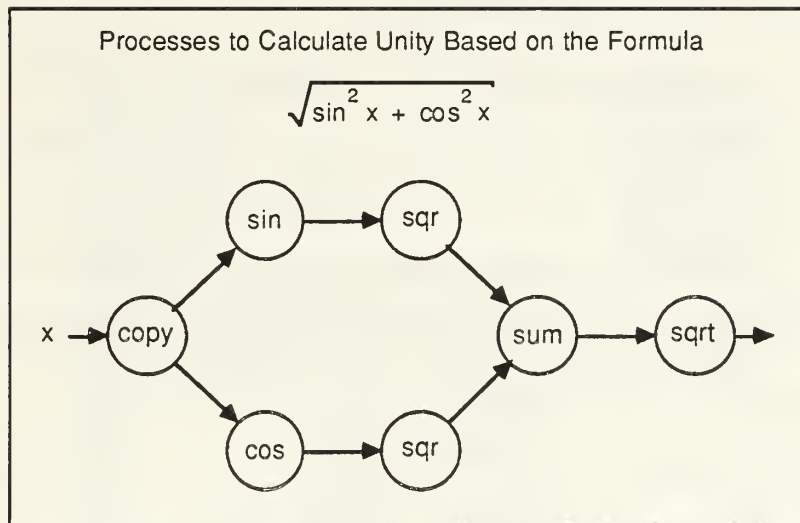 Processes to Calculate Unity Based on the Formula
√sin² x + cos² x
sin
sqr
x
copy
sum
sqrt
cos
sqr